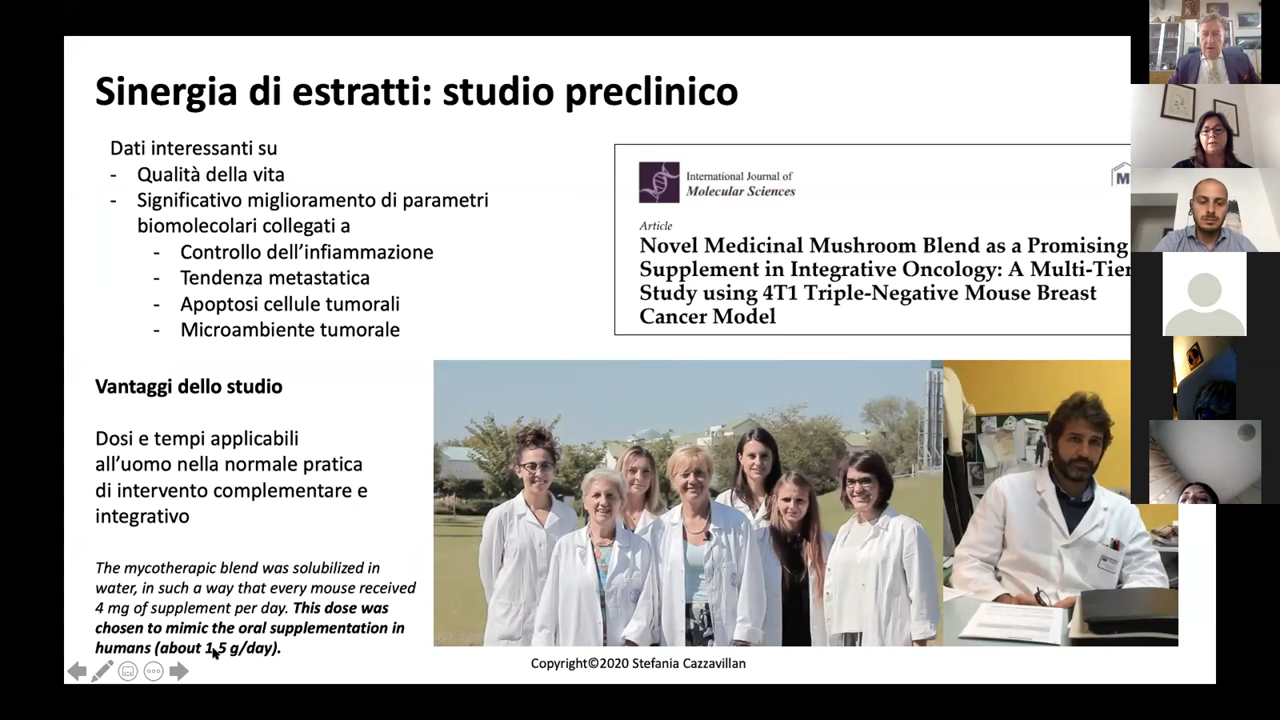 Sinergia di estratti: studio preclinico
Dati interessanti su
- Qualità della vita
- Significativo miglioramento di parametri
biomolecolari collegati a
- Controllo dell'infiammazione
- Tendenza metastatica
- Apoptosi cellule tumorali
- Microambiente tumorale
Vantaggi dello studio
Dosi e tempi applicabili
all'uomo nella normale pratica
di intervento complementare e
integrativo
The mycotherapic blend was solubilized in
water, in such a way that every mouse received
4 mg of supplement per day. This dose was
chosen to mimic the oral supplementation in
humans (about 1.5 g/day).
International Journal of
Molecular Sciences
M
Article
Novel Medicinal Mushroom Blend as a Promising
Supplement in Integrative Oncology: A Multi-Tier
Study using 4T1 Triple-Negative Mouse Breast
Cancer Model
Copyright©2020 Stefania Cazzavillan